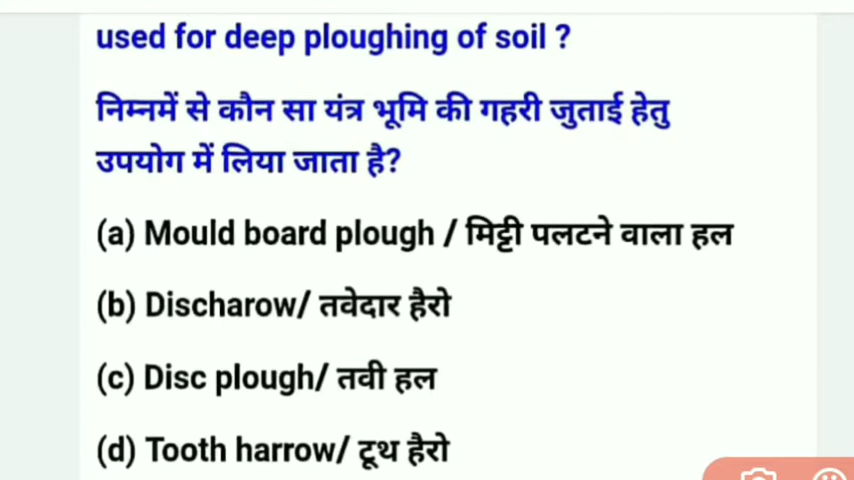 used for deep ploughing of soil ?
निम्नमें से कौन सा यंत्र भूमि की गहरी जुताई हेतु
उपयोग में लिया जाता है?
(a) Mould board plough / मिट्टी पलटने वाला हल
(b) Discharow/ तवेदार हैरो
(c) Disc plough/ तवी हल
(d) Tooth harrow/ टूथ हैरो